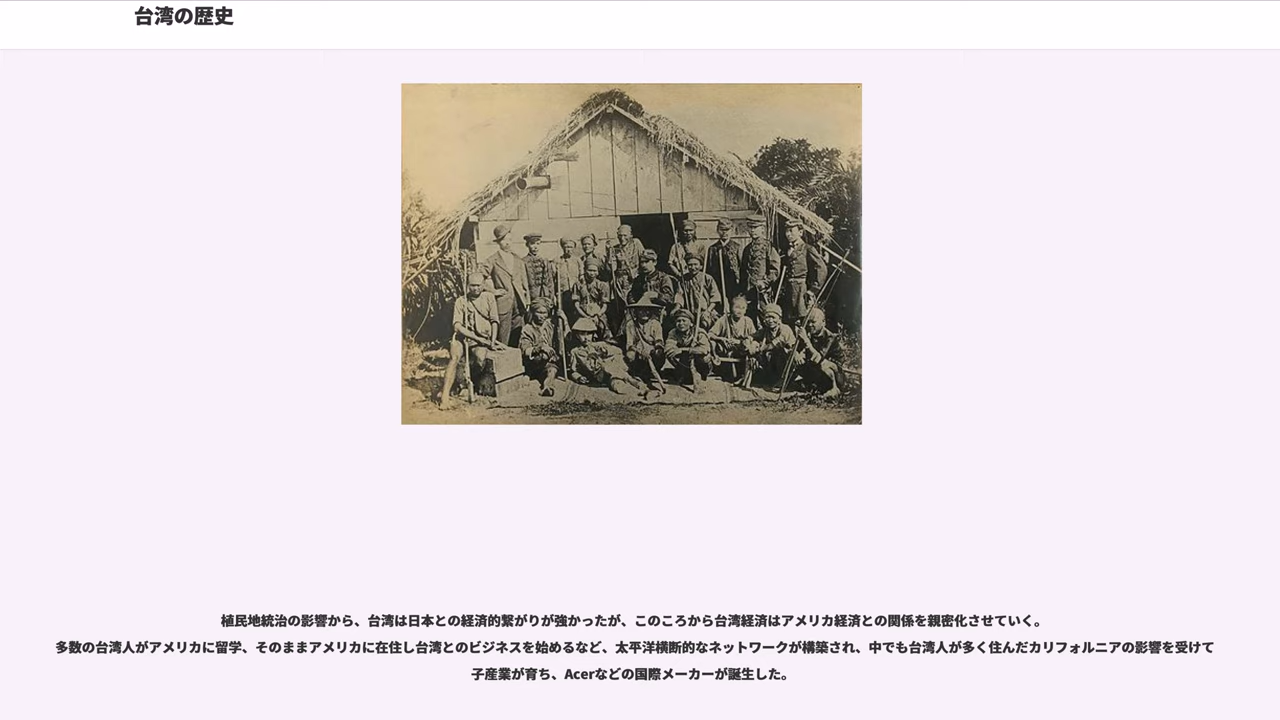 台湾の歴史
植民地統治の影響から、台湾は日本との経済的繋がりが強かったが、このころから台湾経済はアメリカ経済との関係を親密化させていく。
多数の台湾人がアメリカに留学、そのままアメリカに在住し台湾とのビジネスを始めるなど、太平洋横断的なネットワークが構築され、中でも台湾人が多く住んだカリフォルニアの影響を受けて
子産業が育ち、Acerなどの国際メーカーが誕生した。